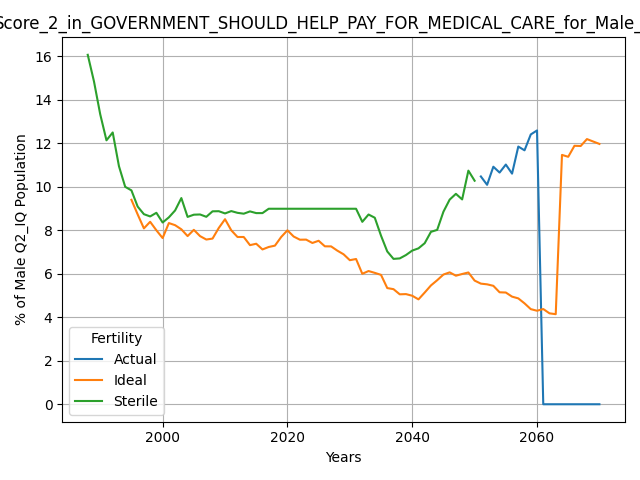 Score_2_in_GOVERNMENT_SHOULD_HELP_PAY_FOR_MEDICAL_CARE_for_Male_
16
14
12
10
8
6
4
2
0
% of Male Q2_IQ Population
Fertility
Actual
Ideal
Sterile
2000 2020 2040 2060
Years